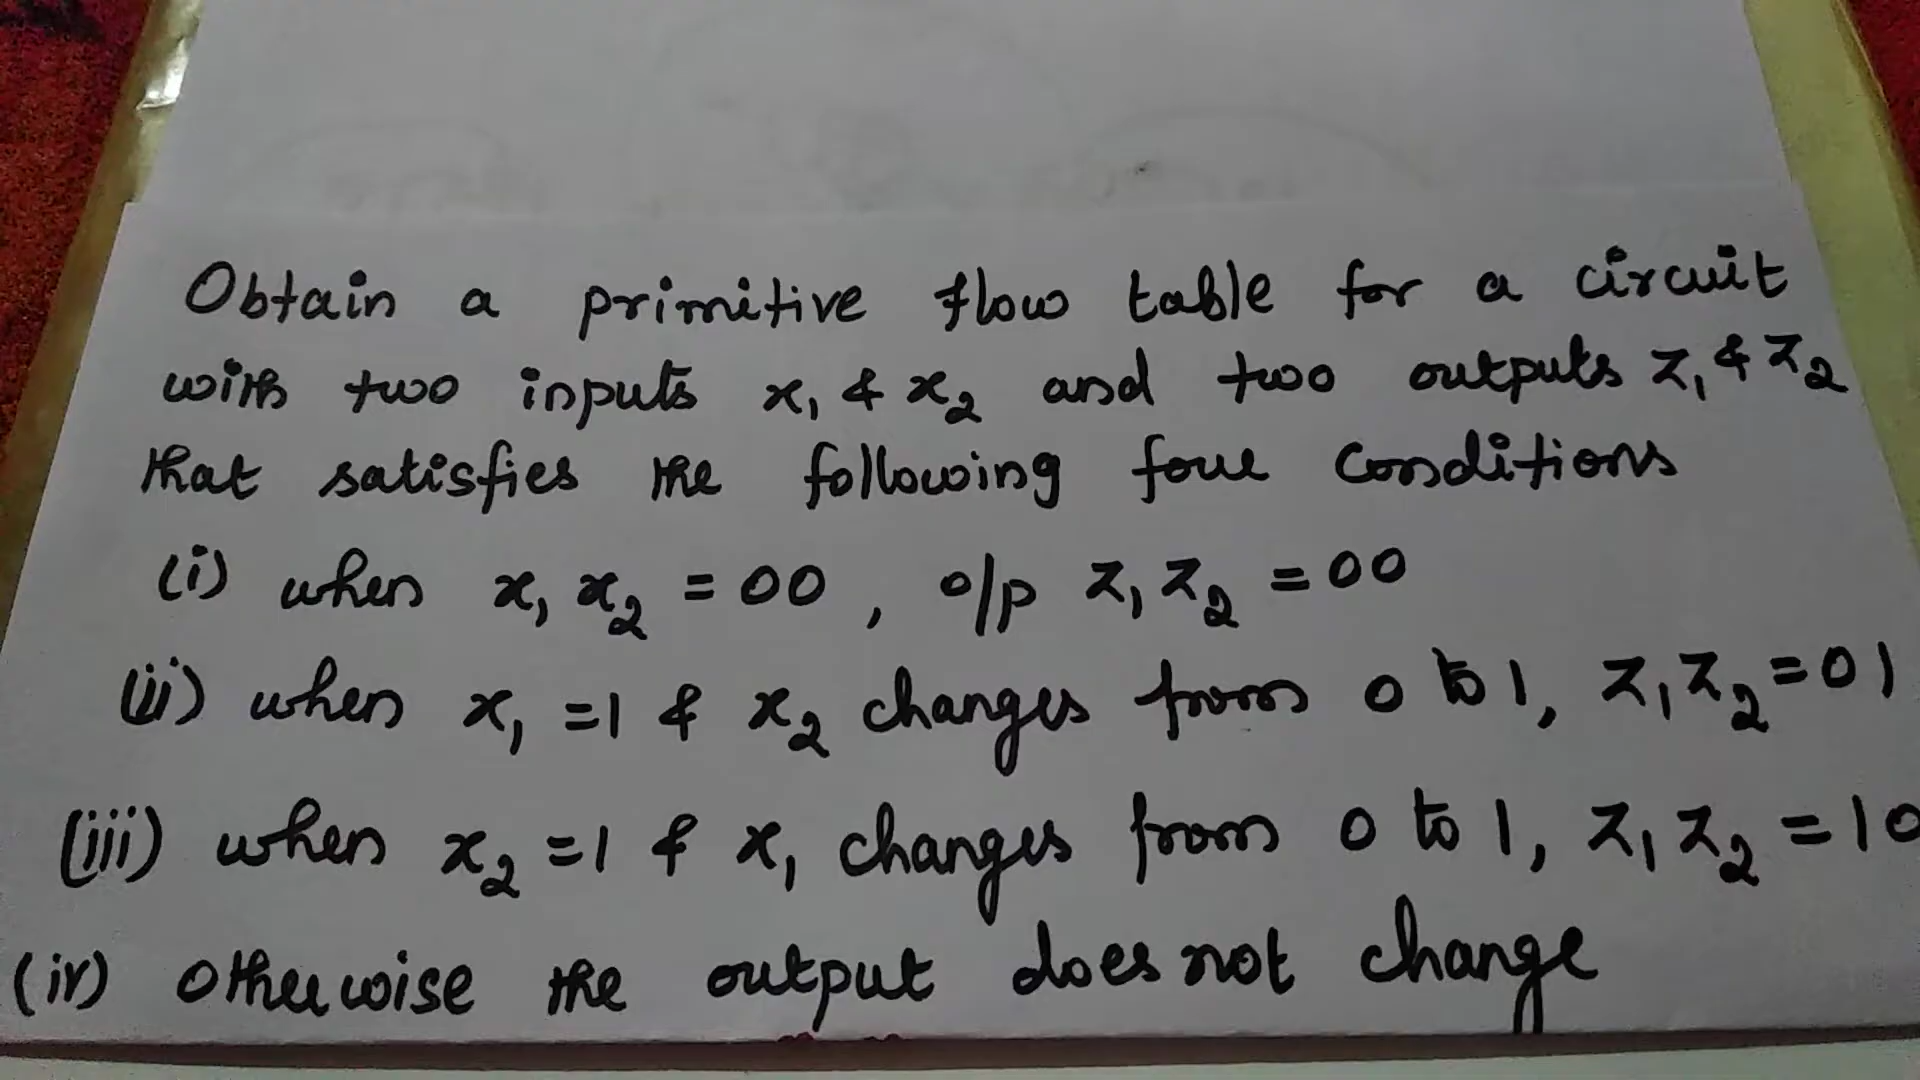 Obtain a primitive flow table for a circuit
with two inputs x₁ & x₂ and two outputs z₁ & z₂
that satisfies the following four conditions
(i) when x₁ x₂ = 00, o/p z₁ z₂ = 00
(ii) when x₁ = 1 & x₂ changes from 0 to 1, z₁ z₂ = 01
(iii) when x₂ = 1 & x₁ changes from 0 to 1, z₁ z₂ = 10
(iv) otherwise the output does not change